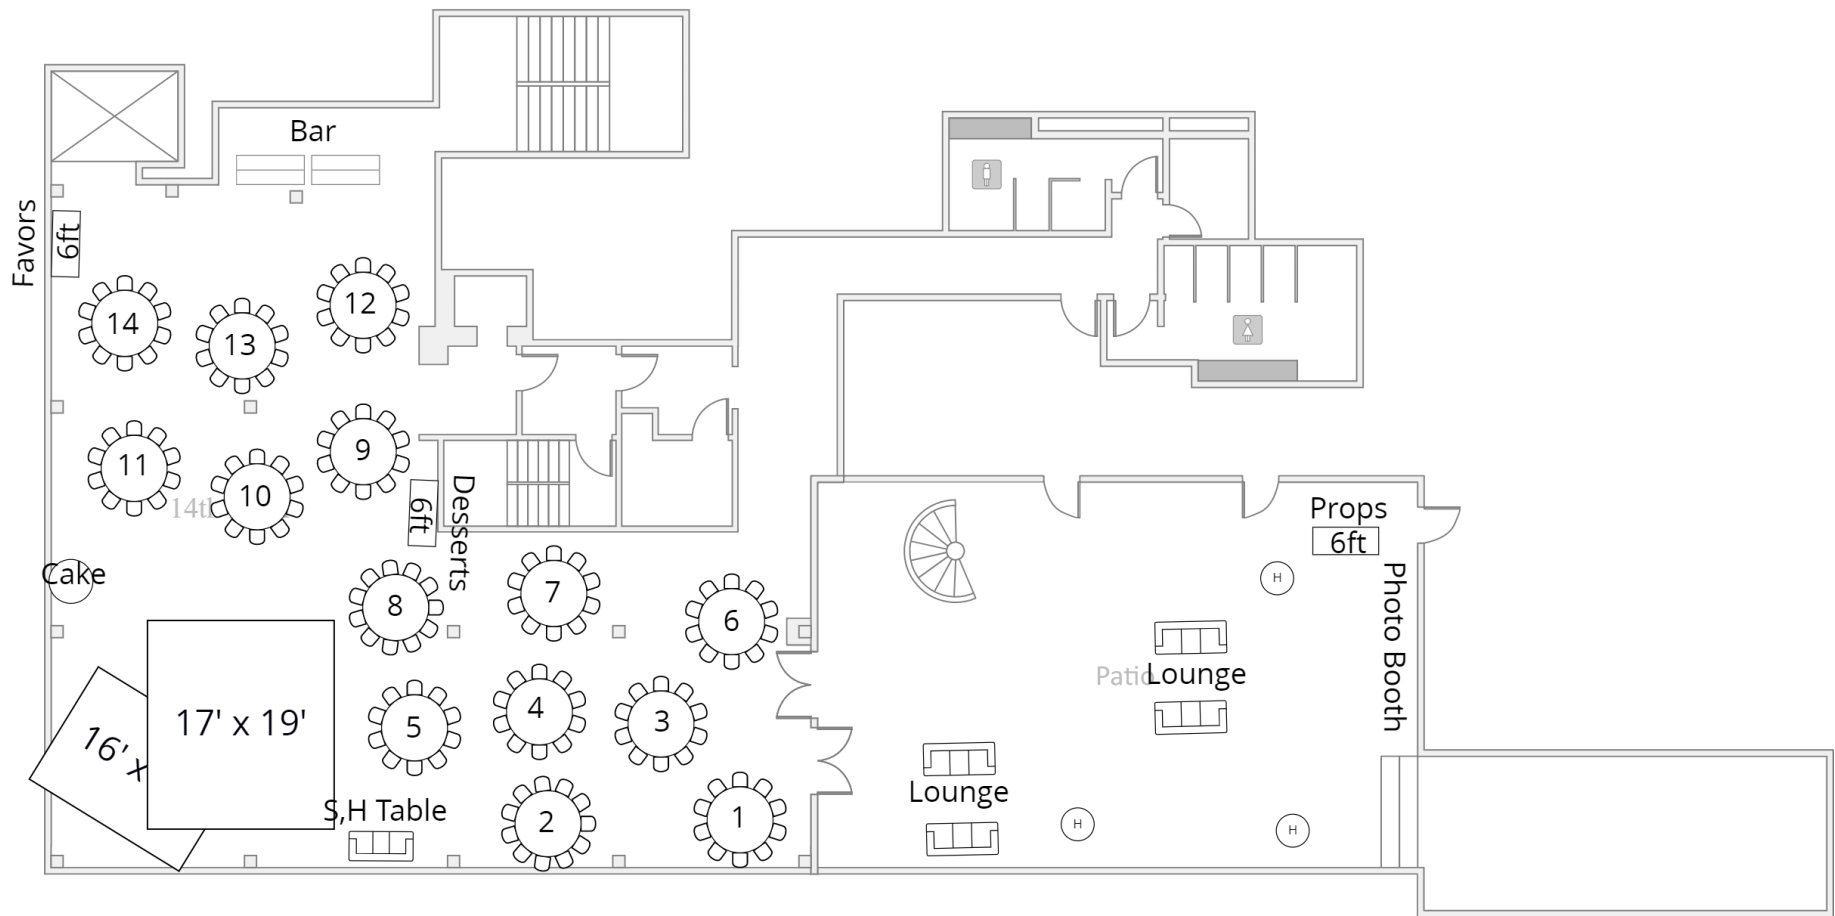 Bar
Favors
6ft
12
14
13
9
11
10
14th
6ft
Desserts
Props
6ft
Cake
H
7
8
6
Photo Booth
Patio
Lounge
17' x 19'
16' x
5
4
3
Lounge
S,H Table
2
1
H
H